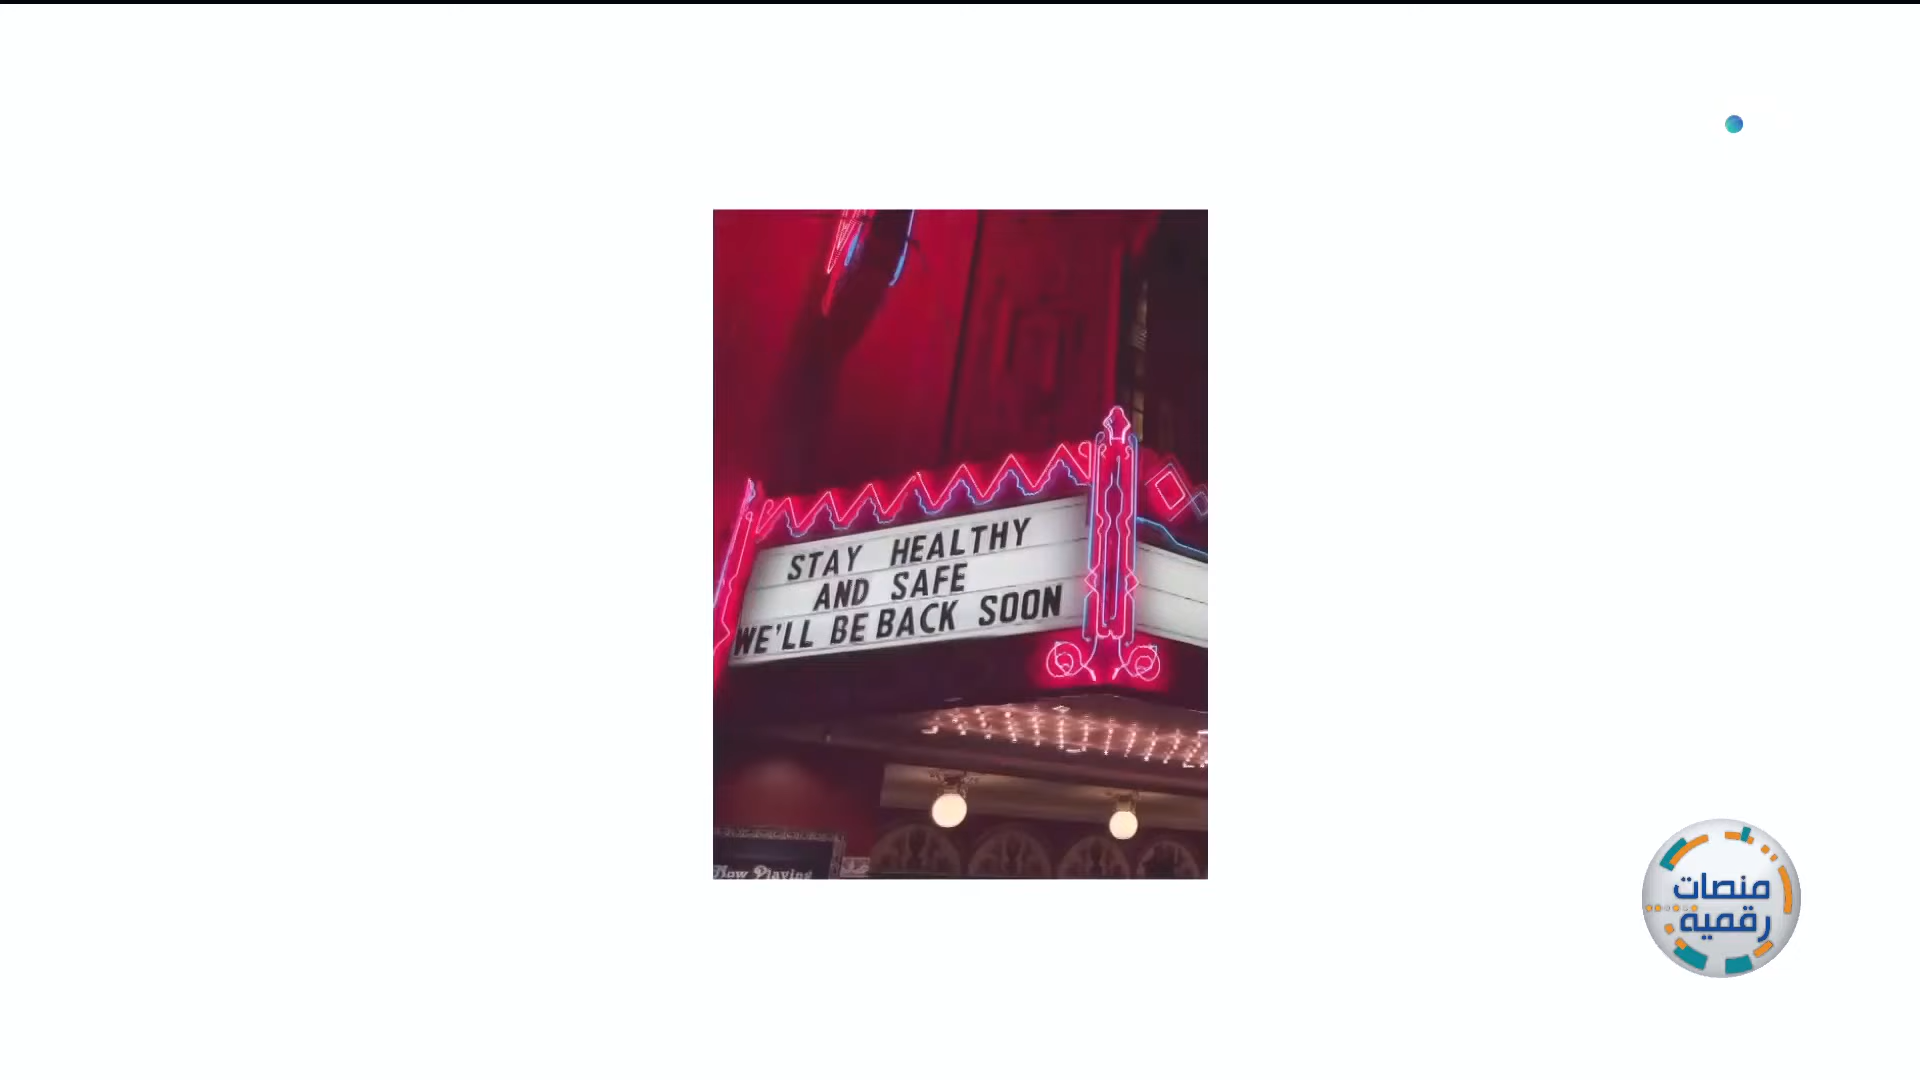 STAY HEALTHY
AND SAFE
WE'LL BE BACK SOON
Now Playing
منصات
رقمية